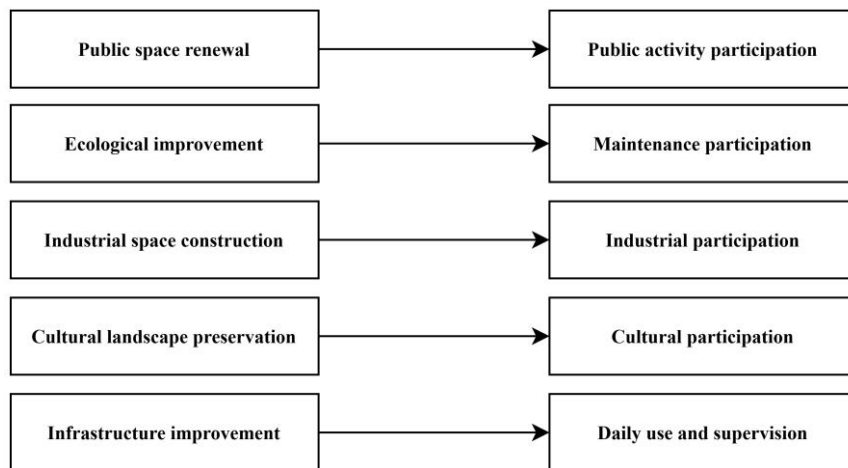 Public space renewal
Public activity participation
Ecological improvement
Maintenance participation
Industrial space construction
Industrial participation
Cultural landscape preservation
Cultural participation
Infrastructure improvement
Daily use and supervision